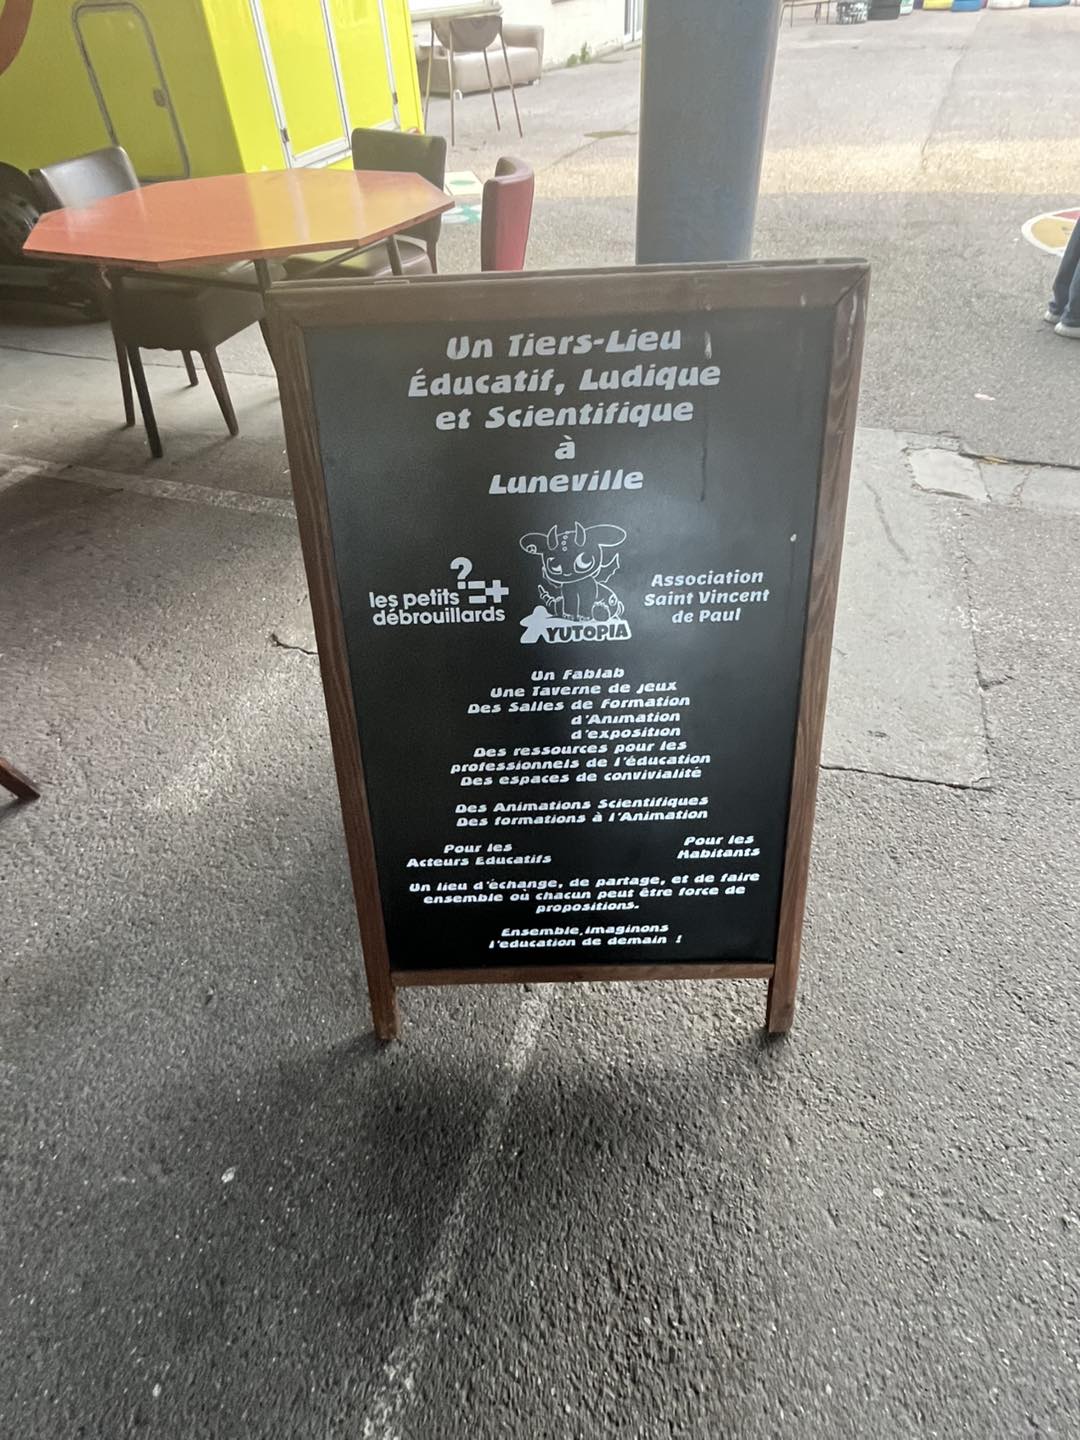 Un Tiers-Lieu
Éducatif, Ludique
et Scientifique
à
Luneville
?
les petits
débrouillards
YUTOPIA
Association
Saint Vincent
de Paul
Un Fablab
Une Taverne de jeux
Des Salles de Formation
d'Animation
d'exposition
Des ressources pour les
professionnels de l'éducation
Des espaces de convivialité
Des Animations Scientifiques
Des formations à l'Animation
Pour les
Acteurs Educatifs
Pour les
Habitants
Un lieu d'échange, de partage, et de faire
ensemble où chacun peut être force de
propositions.
Ensemble,imaginons
l'education de demain !